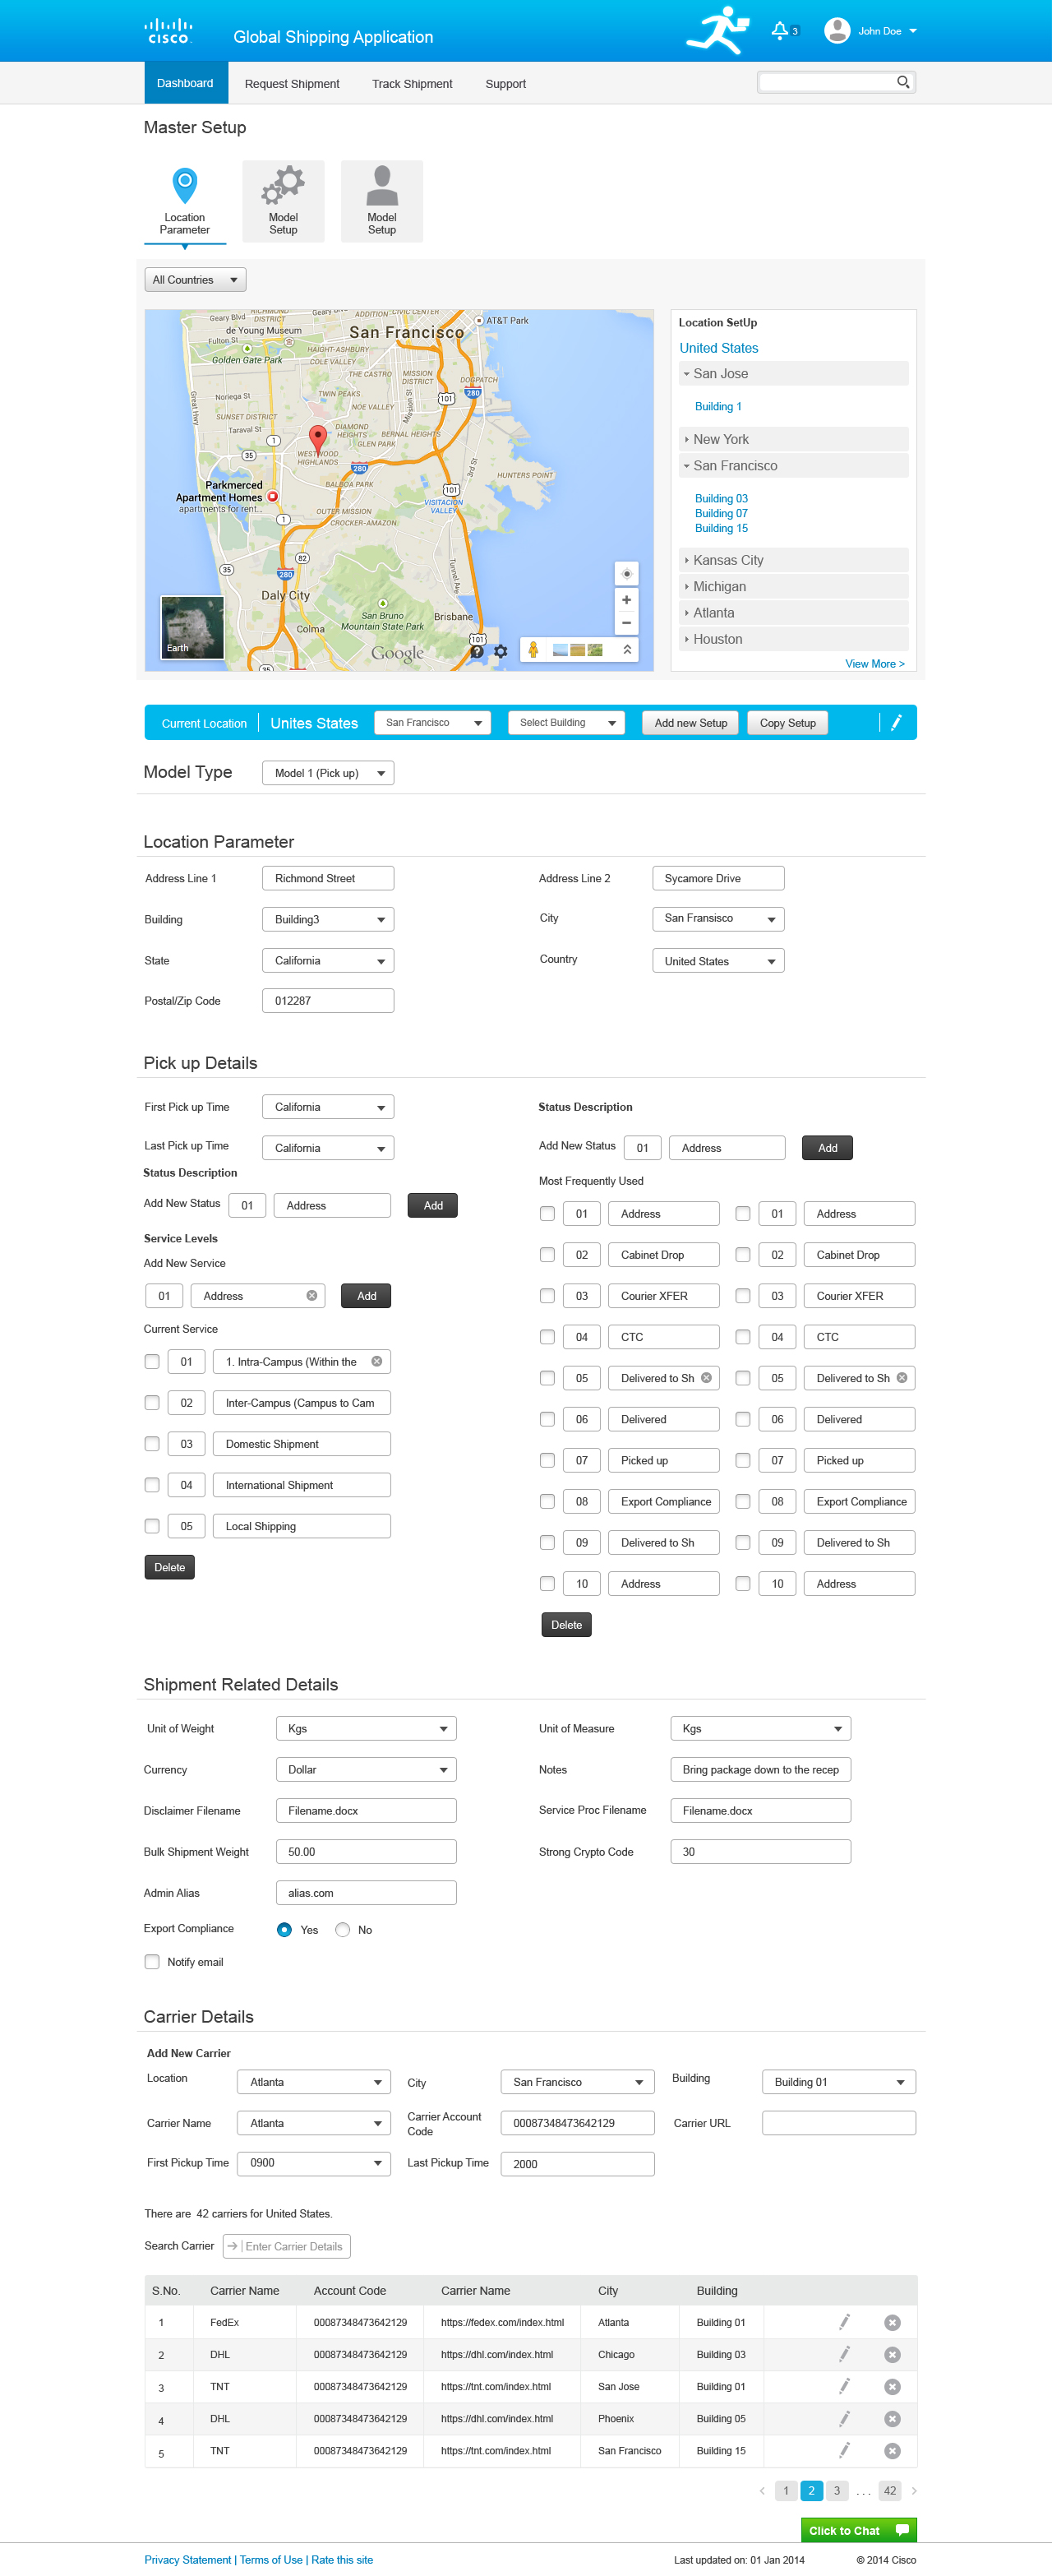 CISCO
Global Shipping Application
3
John Doe
Dashboard
Request Shipment
Track Shipment
Support
Master Setup
Location
Parameter
Model
Setup
Model
Setup
All Countries
San Francisco
AT&T Park
de Young Museum
Fulton St
Golden Gate Park
HAIGHT-ASHBURY
COLE VALLEY
THE CASTRO
MISSION
DISTRICT
DOGPATCH
280
101
INNER
SUNSET
SUNSET DISTRICT
TWIN PEAKS
NOE VALLEY
Great Hwy
Noriega St
Taraval St
Mission St
DIAMOND
HEIGHTS
BERNAL HEIGHTS
GLEN PARK
1
35
WESTWOOD
HIGHLANDS
280
101
3rd St
BALBOA PARK
HUNTERS POINT
Parkmerced
Apartment Homes
apartments for rent...
101
VISITACION
VALLEY
OUTER MISSION
CROCKER-AMAZON
1
82
35
280
Daly City
Tunnel Ave
San Bruno
Mountain State Park
Brisbane
Colma
101
35
Google
Earth
Location SetUp
United States
San Jose
Building 1
New York
San Francisco
Building 03
Building 07
Building 15
Kansas City
Michigan
Atlanta
Houston
View More >
Current Location
Unites States
San Francisco
Select Building
Add new Setup
Copy Setup
Model Type
Model 1 (Pick up)
Location Parameter
Address Line 1
Richmond Street
Address Line 2
Sycamore Drive
Building
Building3
City
San Fransisco
State
California
Country
United States
Postal/Zip Code
012287
Pick up Details
First Pick up Time
California
Last Pick up Time
California
Status Description
Add New Status
01
Address
Add
Service Levels
Add New Service
01
Address
Add
Current Service
01
1. Intra-Campus (Within the
02
Inter-Campus (Campus to Cam
03
Domestic Shipment
04
International Shipment
05
Local Shipping
Delete
Status Description
Add New Status
01
Address
Add
Most Frequently Used
01 Address 01 Address
02 Cabinet Drop 02 Cabinet Drop
03 Courier XFER 03 Courier XFER
04 CTC 04 CTC
05 Delivered to Sh 05 Delivered to Sh
06 Delivered 06 Delivered
07 Picked up 07 Picked up
08 Export Compliance 08 Export Compliance
09 Delivered to Sh 09 Delivered to Sh
10 Address 10 Address
Delete
Shipment Related Details
Unit of Weight
Kgs
Unit of Measure
Kgs
Currency
Dollar
Notes
Bring package down to the recep
Disclaimer Filename
Filename.docx
Service Proc Filename
Filename.docx
Bulk Shipment Weight
50.00
Strong Crypto Code
30
Admin Alias
alias.com
Export Compliance
Yes
No
Notify email
Carrier Details
Add New Carrier
Location
Atlanta
City
San Francisco
Building
Building 01
Carrier Name
Atlanta
Carrier Account
Code
00087348473642129
Carrier URL
First Pickup Time
0900
Last Pickup Time
2000
There are 42 carriers for United States.
Search Carrier
Enter Carrier Details
S.No. Carrier Name Account Code Carrier Name City Building
1 FedEx 00087348473642129 https://fedex.com/index.html Atlanta Building 01
2 DHL 00087348473642129 https://dhl.com/index.html Chicago Building 03
3 TNT 00087348473642129 https://tnt.com/index.html San Jose Building 01
4 DHL 00087348473642129 https://dhl.com/index.html Phoenix Building 05
5 TNT 00087348473642129 https://tnt.com/index.html San Francisco Building 15
< 1 2 3 ... 42 >
Click to Chat
Privacy Statement | Terms of Use | Rate this site
Last updated on: 01 Jan 2014
© 2014 Cisco